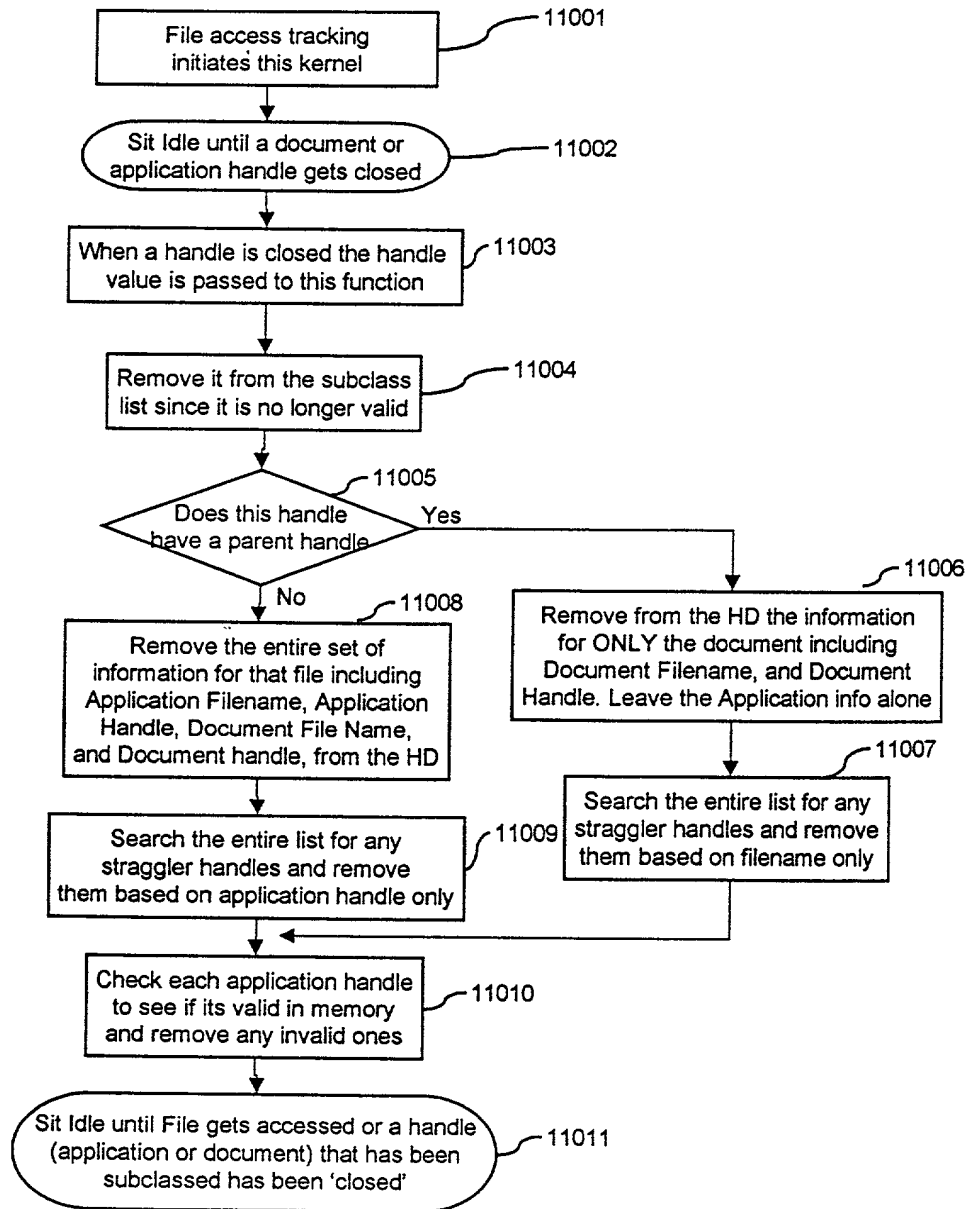 11001
File access tracking
initiates this kernel
Sit Idle until a document or
application handle gets closed
11002
When a handle is closed the handle
value is passed to this function
11003
11004
Remove it from the subclass
list since it is no longer valid
11005
Does this handle
have a parent handle
Yes
No
11006
Remove from the HD the information
for ONLY the document including
Document Filename, and Document
Handle. Leave the Application info alone
11007
Search the entire list for any
straggler handles and remove
them based on filename only
11008
Remove the entire set of
information for that file including
Application Filename, Application
Handle, Document File Name,
and Document handle, from the HD
11009
Search the entire list for any
straggler handles and remove
them based on application handle only
Check each application handle
to see if its valid in memory
and remove any invalid ones
11010
Sit Idle until File gets accessed or a handle
(application or document) that has been
subclassed has been 'closed'
11011